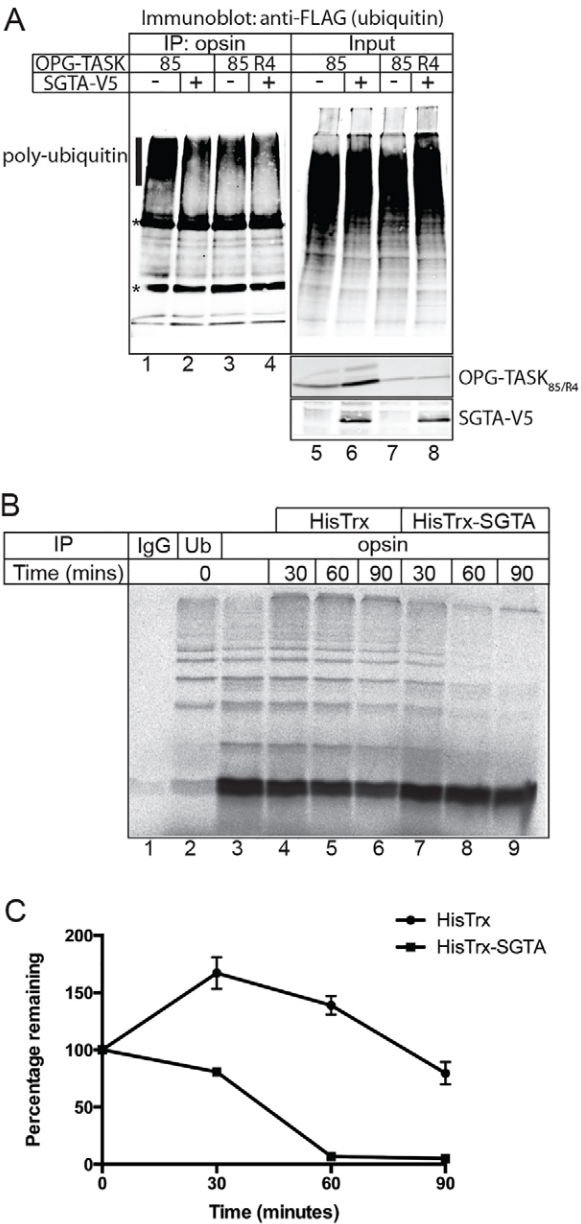 A
Immunoblot: anti-FLAG (ubiquitin)
IP: opsin Input
OPG-TASK 85 85 R4 85 85 R4
SGTA-V5 - + - + - + - +
poly-ubiquitin
*
*
1 2 3 4
OPG-TASK85/R4
SGTA-V5
5 6 7 8
B
HisTrx HisTrx-SGTA
IP IgG Ub opsin
Time (mins) 0 30 60 90 30 60 90
1 2 3 4 5 6 7 8 9
C
HisTrx
HisTrx-SGTA
Percentage remaining
200
150
100
50
0
0 30 60 90
Time (minutes)